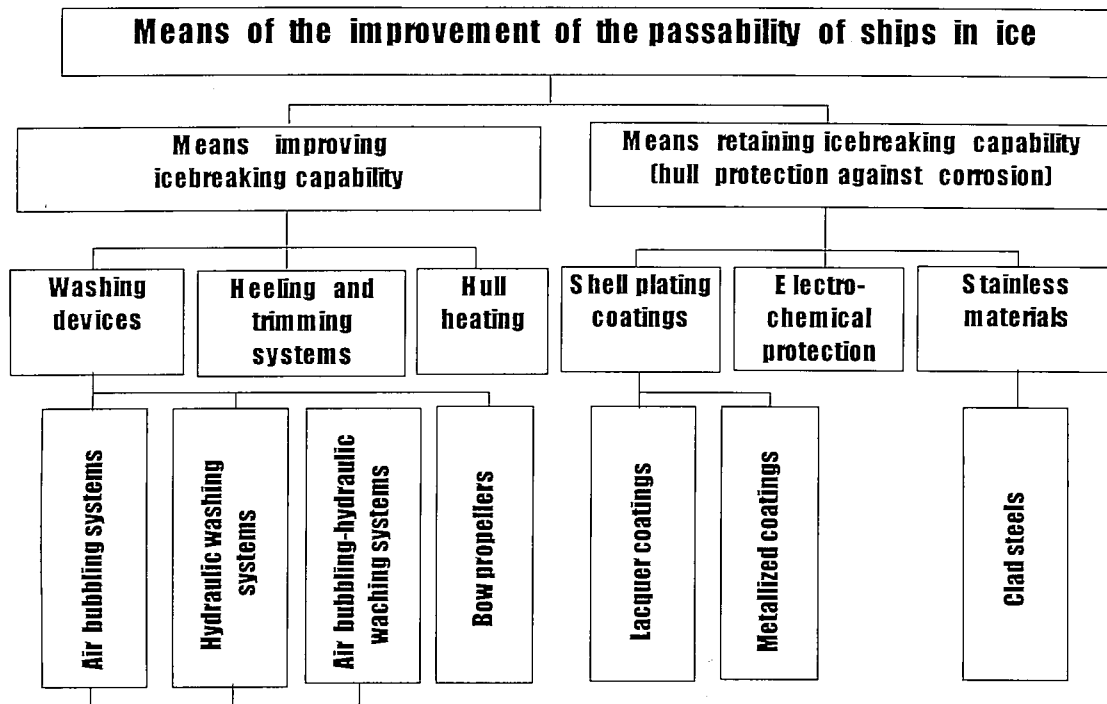 Means of the improvement of the passability of ships in ice
Means improving
icebreaking capability
Means retaining icebreaking capability
(hull protection against corrosion)
Washing
devices
Heeling and
trimming
systems
Hull
heating
Shell plating
coatings
Electro-
chemical
protection
Stainless
materials
Air bubbling systems
Hydraulic washing
systems
Air bubbling-hydraulic
waching systems
Bow propellers
Lacquer coatings
Metallized coatings
Clad steels